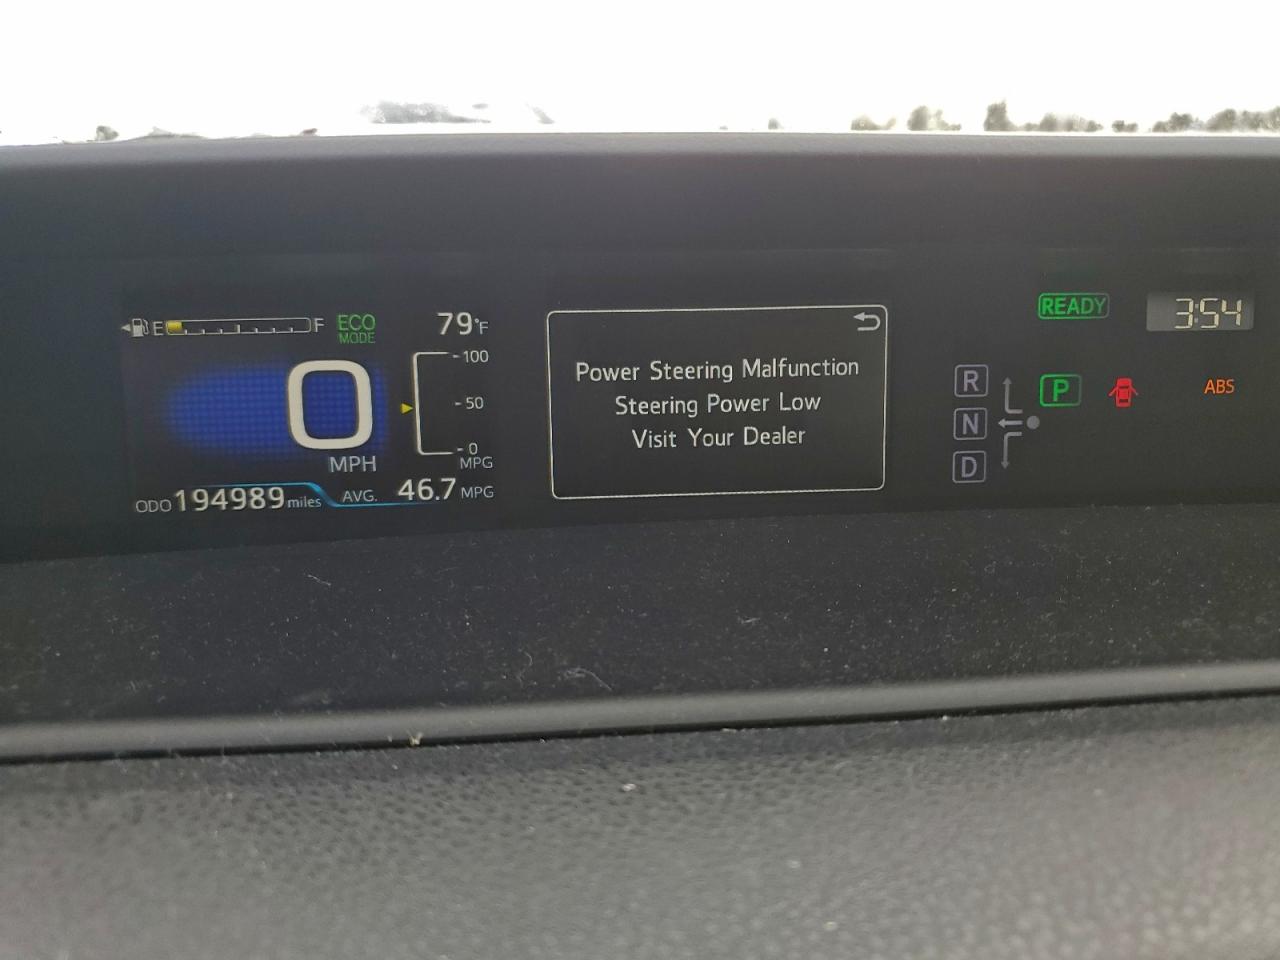 E F
ECO
MODE
79°F
100
50
0
MPG
0
MPH
ODO 194989 miles
AVG. 46.7 MPG
Power Steering Malfunction
Steering Power Low
Visit Your Dealer
READY
3:54
R
N
D
P
ABS